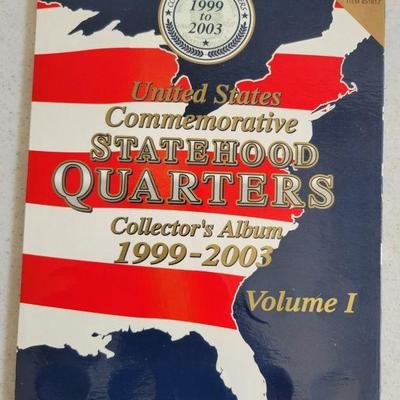 1999
to
2003
United States
Commemorative
STATEHOOD
QUARTERS
Collector's Album
1999-2003
Volume I